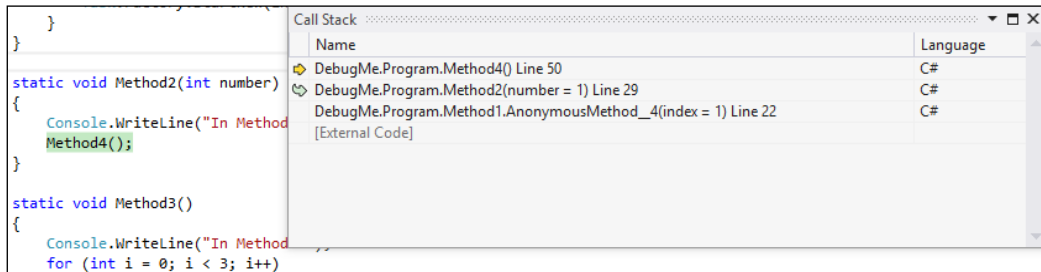 }
}
static void Method2(int number)
{
Console.WriteLine("In Method
Method4();
}
static void Method3()
{
Console.WriteLine("In Method
for (int i = 0; i < 3; i++)
Call Stack
Name Language
DebugMe.Program.Method4() Line 50 C#
DebugMe.Program.Method2(number = 1) Line 29 C#
DebugMe.Program.Method1.AnonymousMethod__4(index = 1) Line 22 C#
[External Code]